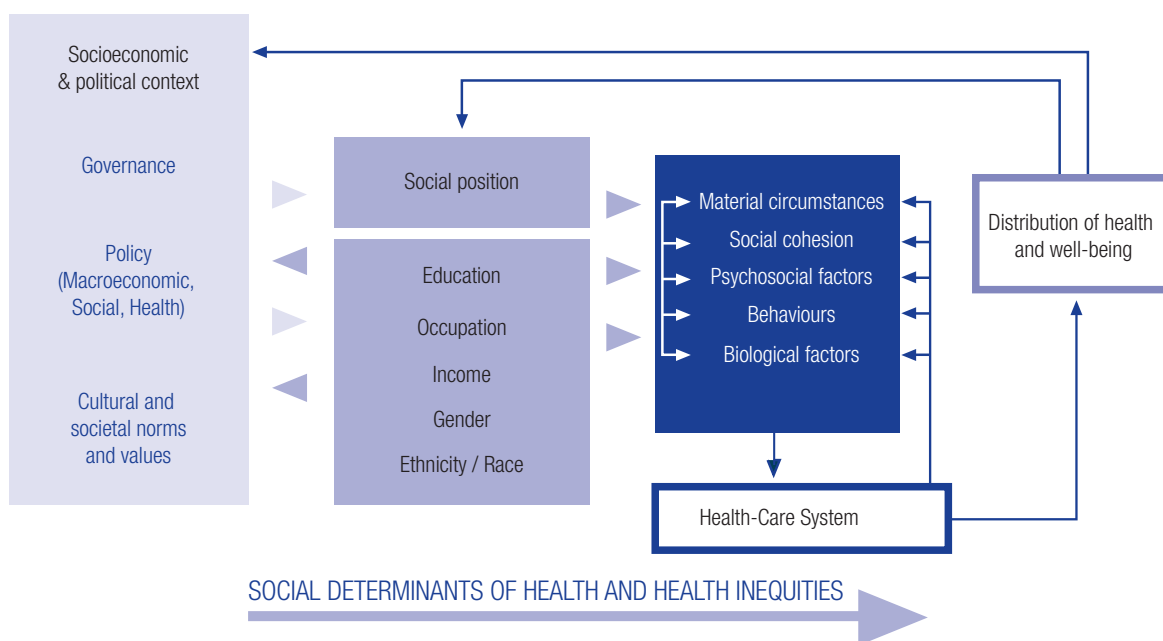 Socioeconomic
& political context
Governance
Policy
(Macroeconomic,
Social, Health)
Cultural and
societal norms
and values
Social position
Education
Occupation
Income
Gender
Ethnicity / Race
Material circumstances
Social cohesion
Psychosocial factors
Behaviours
Biological factors
Health-Care System
Distribution of health
and well-being
SOCIAL DETERMINANTS OF HEALTH AND HEALTH INEQUITIES